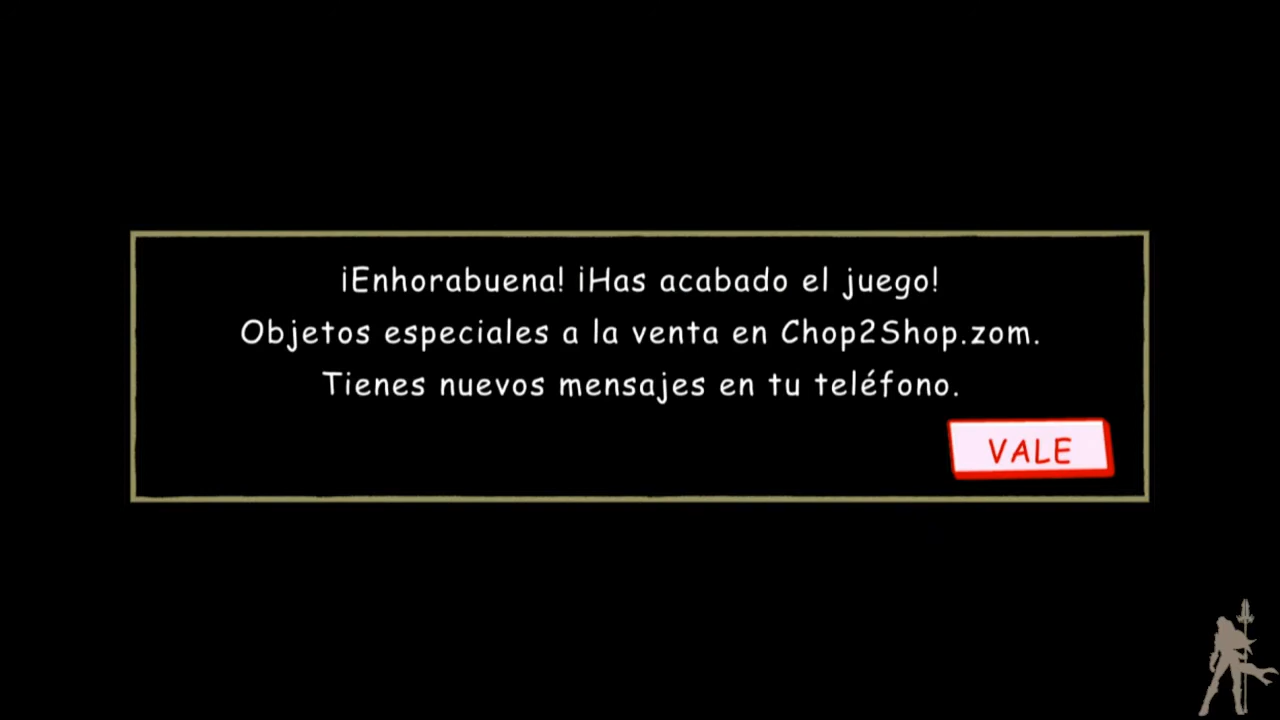 ¡Enhorabuena! ¡Has acabado el juego!
Objetos especiales a la venta en Chop2Shop.zom.
Tienes nuevos mensajes en tu teléfono.
VALE